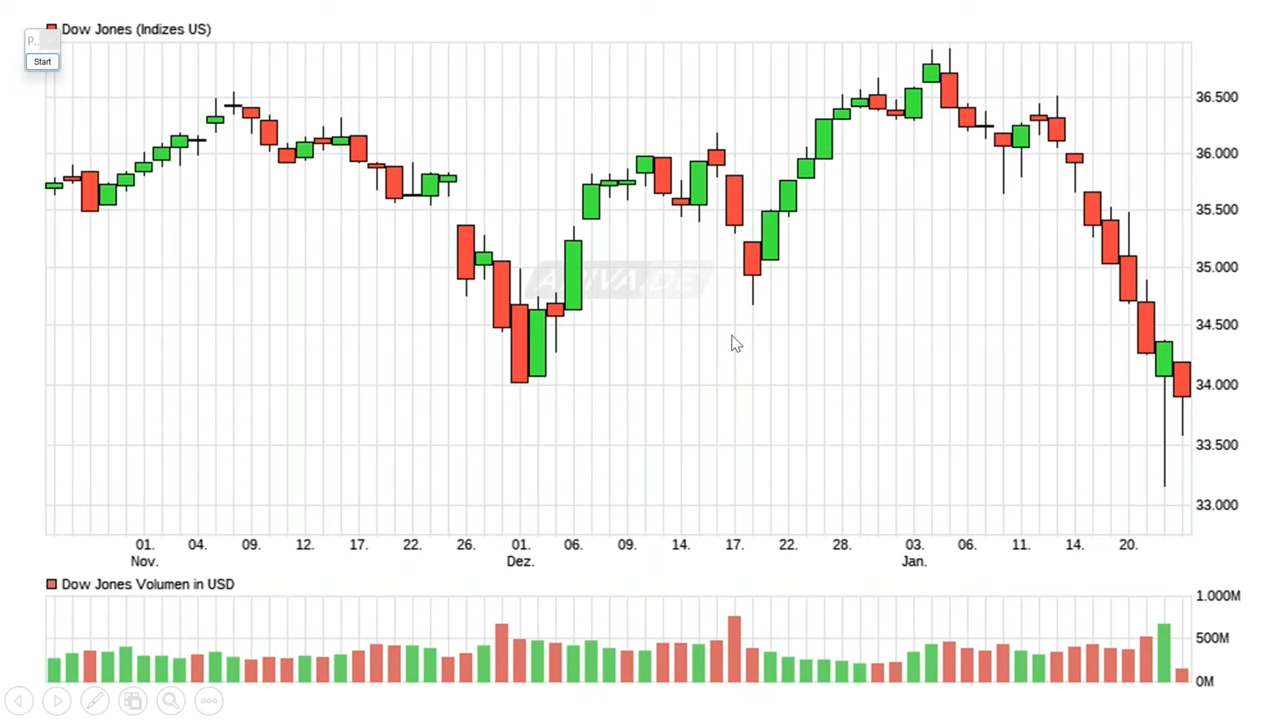 Dow Jones (Indizes US)
P..
Start
36.500
36.000
35.500
35.000
ARIVA.DE
34.500
34.000
33.500
33.000
01. 04. 09. 12. 17. 22. 26. 01. 06. 09. 14. 17. 22. 28. 03. 06. 11. 14. 20.
Nov. Dez. Jan.
Dow Jones Volumen in USD
1.000M
500M
0M